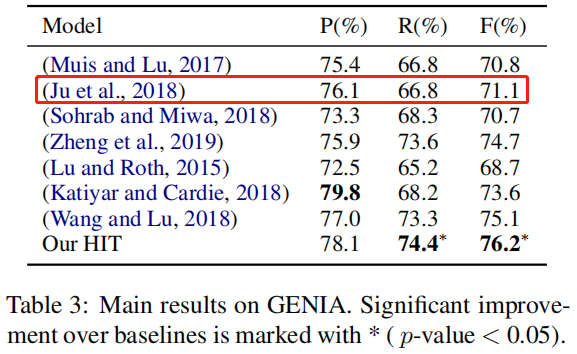 Model P(%) R(%) F(%)
(Muis and Lu, 2017) 75.4 66.8 70.8
(Ju et al., 2018) 76.1 66.8 71.1
(Sohrab and Miwa, 2018) 73.3 68.3 70.7
(Zheng et al., 2019) 75.9 73.6 74.7
(Lu and Roth, 2015) 72.5 65.2 68.7
(Katiyar and Cardie, 2018) 79.8 68.2 73.6
(Wang and Lu, 2018) 77.0 73.3 75.1
Our HIT 78.1 74.4* 76.2*
Table 3: Main results on GENIA. Significant improve-
ment over baselines is marked with * ( p-value < 0.05).